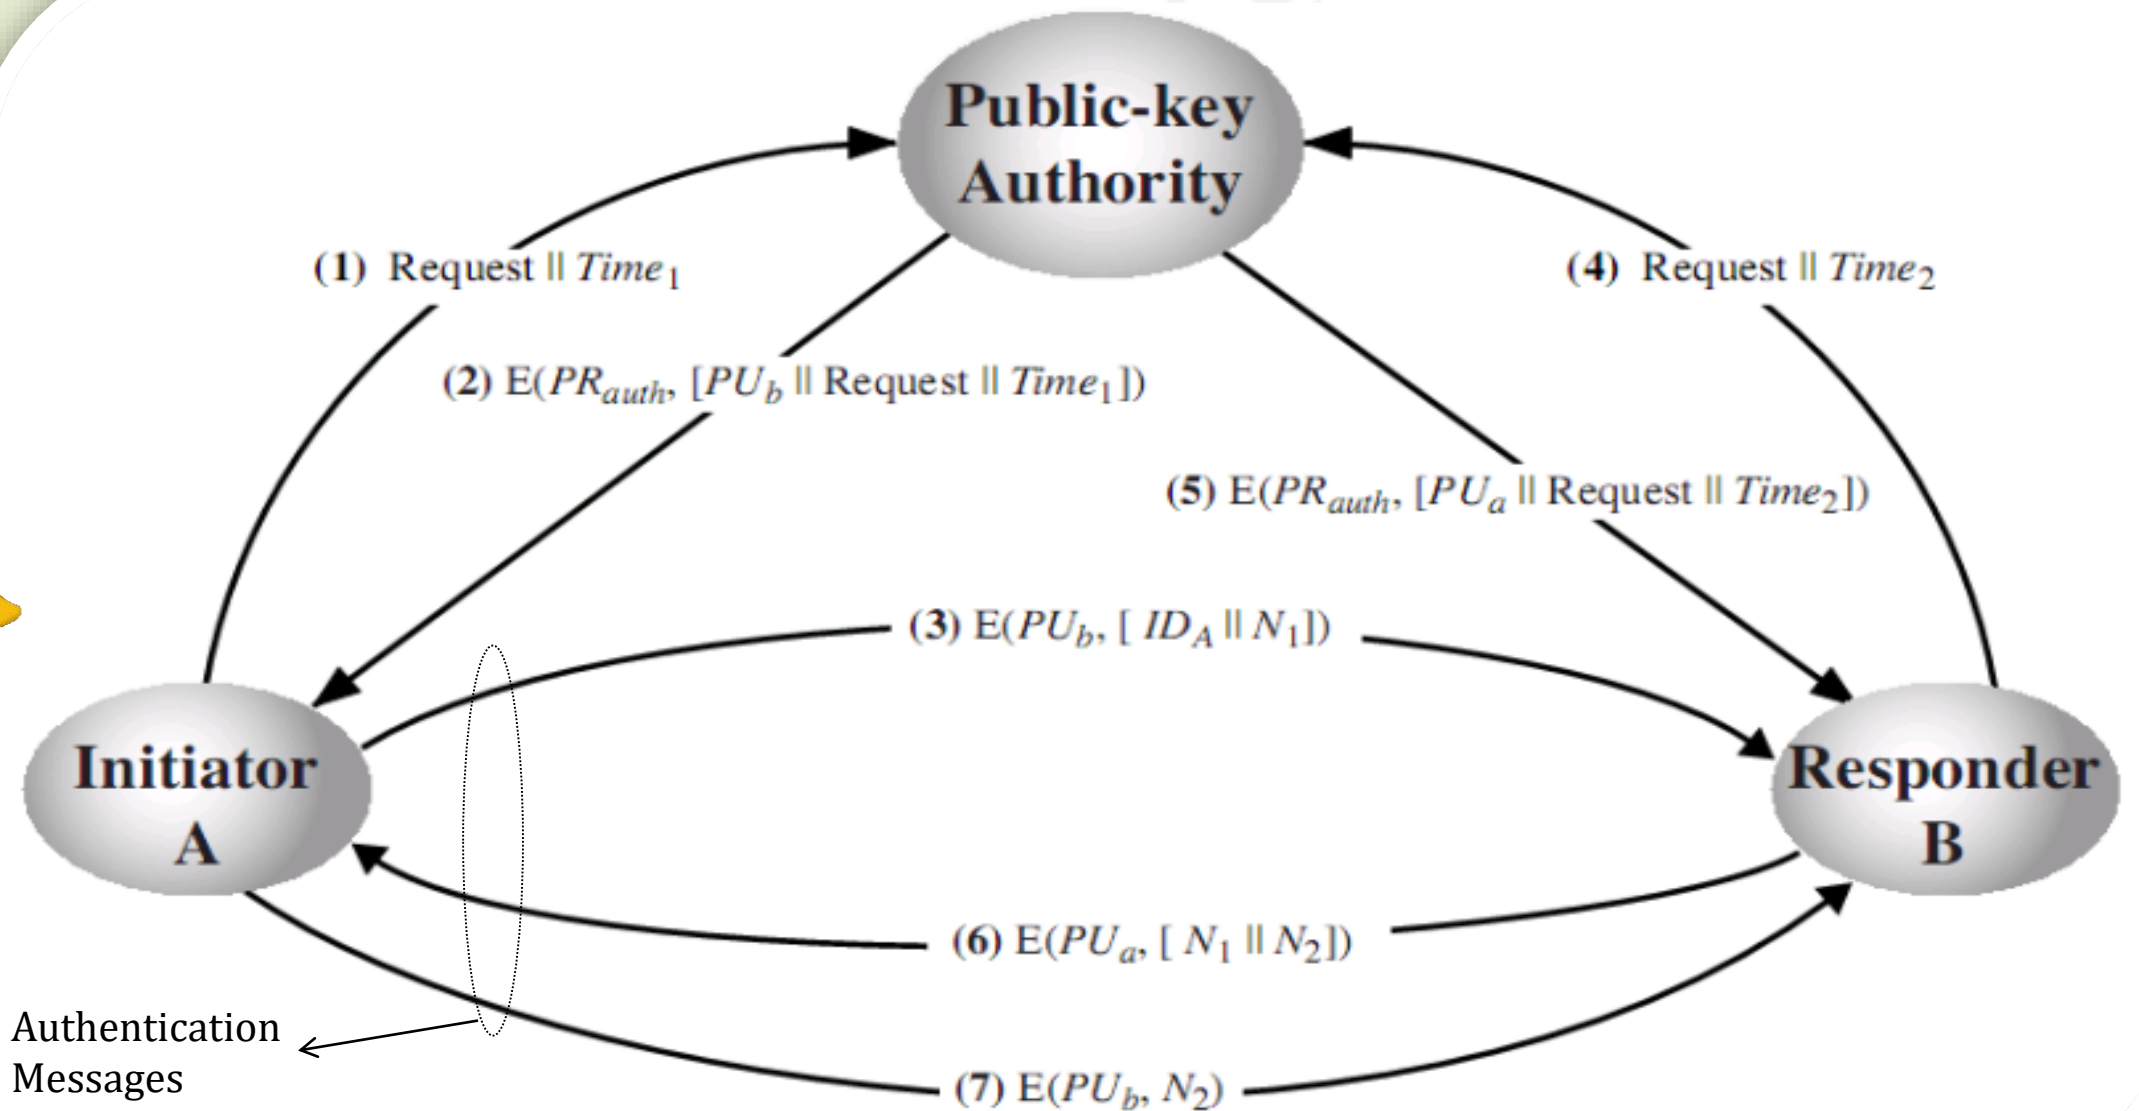 Public-key
Authority
(1) Request || Time1
(4) Request || Time2
(2) E(PRauth, [PUb || Request || Time1])
(5) E(PRauth, [PUa || Request || Time2])
(3) E(PUb, [ IDA || N1])
Initiator
A
Responder
B
(6) E(PUa, [ N1 || N2])
Authentication
Messages
(7) E(PUb, N2)